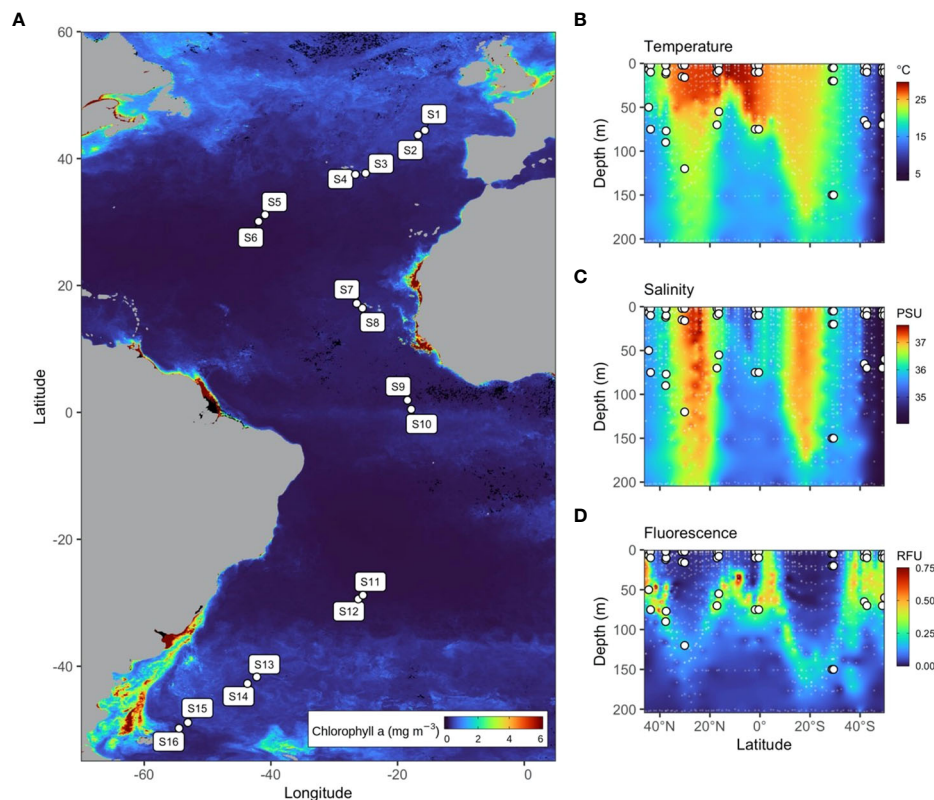 A
60
40
20
0
-20
-40
Latitude
S1
S2
S3
S4
S5
S6
S7
S8
S9
S10
S11
S12
S13
S14
S15
S16
Chlorophyll a (mg m⁻³)
0 2 4 6
-60 -40 -20 0
Longitude
B
Temperature
°C
0
50
100
150
200
Depth (m)
25
15
5
C
Salinity
PSU
0
50
100
150
200
Depth (m)
37
36
35
D
Fluorescence
RFU
0
50
100
150
200
Depth (m)
0.75
0.50
0.25
0.00
40°N 20°N 0° 20°S 40°S
Latitude